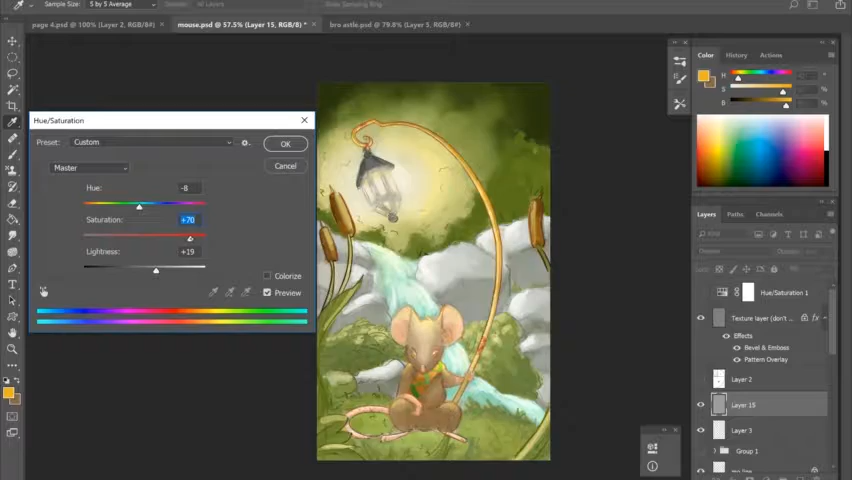 Sample Size: 5 by 5 Average
page 4.psd @ 100% (Layer 2, RGB/8#) ×
mouse.psd @ 57.5% (Layer 15, RGB/8) * ×
bru astle.psd @ 79.8% (Layer 5, RGB/8#) ×
Hue/Saturation
Preset: Custom
OK
Master
Cancel
Hue: -8
Saturation: +70
Lightness: +19
Colorize
Preview
Color History Actions
H
S
B %
Layers Paths Channels
Hue/Saturation 1
Texture layer (don't... fx
Effects
Bevel & Emboss
Pattern Overlay
Layer 2
Layer 15
Layer 3
Group 1